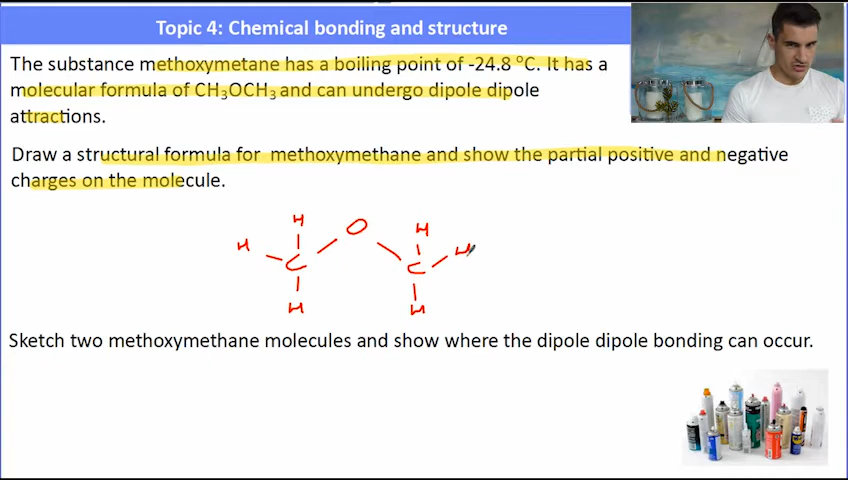 Topic 4: Chemical bonding and structure
The substance methoxymetane has a boiling point of -24.8 °C. It has a
molecular formula of CH₃OCH₃ and can undergo dipole dipole
attractions.
Draw a structural formula for methoxymethane and show the partial positive and negative
charges on the molecule.
H O H
H C C H
H H
Sketch two methoxymethane molecules and show where the dipole dipole bonding can occur.